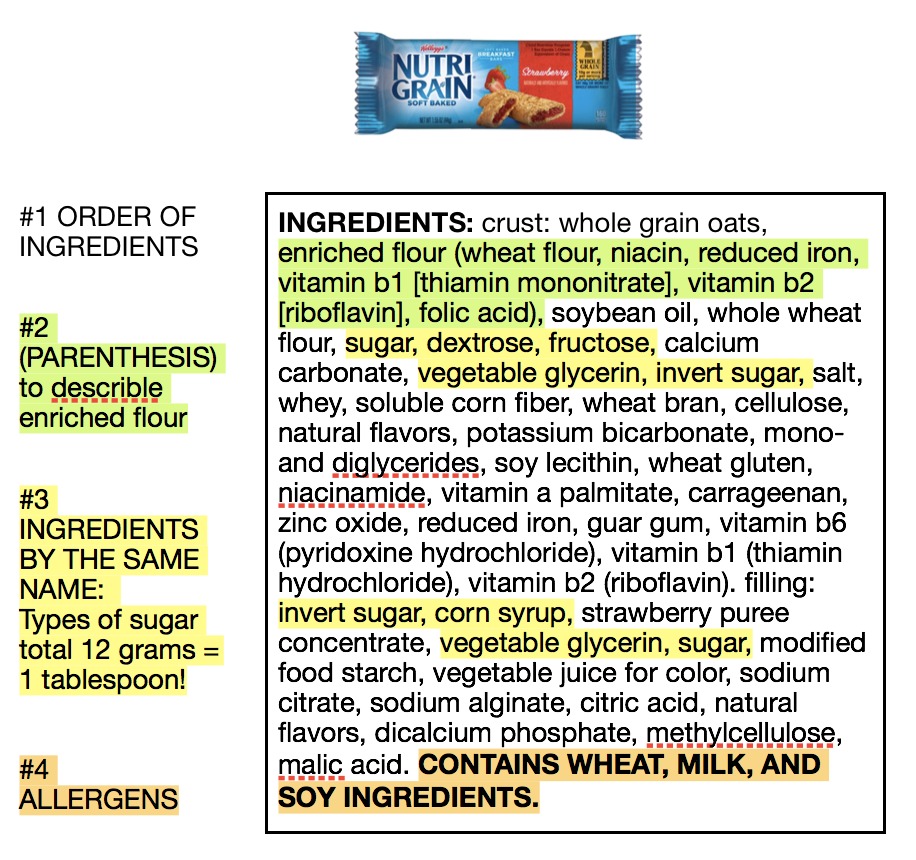 Kellogg's
NUTRI
GRAIN
SOFT BAKED
BREAKFAST
BARS
Strawberry
WHOLE
GRAIN
#1 ORDER OF
INGREDIENTS
#2
(PARENTHESIS)
to describle
enriched flour
#3
INGREDIENTS
BY THE SAME
NAME:
Types of sugar
total 12 grams =
1 tablespoon!
#4
ALLERGENS
INGREDIENTS: crust: whole grain oats,
enriched flour (wheat flour, niacin, reduced iron,
vitamin b1 [thiamin mononitrate], vitamin b2
[riboflavin], folic acid), soybean oil, whole wheat
flour, sugar, dextrose, fructose, calcium
carbonate, vegetable glycerin, invert sugar, salt,
whey, soluble corn fiber, wheat bran, cellulose,
natural flavors, potassium bicarbonate, mono-
and diglycerides, soy lecithin, wheat gluten,
niacinamide, vitamin a palmitate, carrageenan,
zinc oxide, reduced iron, guar gum, vitamin b6
(pyridoxine hydrochloride), vitamin b1 (thiamin
hydrochloride), vitamin b2 (riboflavin). filling:
invert sugar, corn syrup, strawberry puree
concentrate, vegetable glycerin, sugar, modified
food starch, vegetable juice for color, sodium
citrate, sodium alginate, citric acid, natural
flavors, dicalcium phosphate, methylcellulose,
malic acid. CONTAINS WHEAT, MILK, AND
SOY INGREDIENTS.